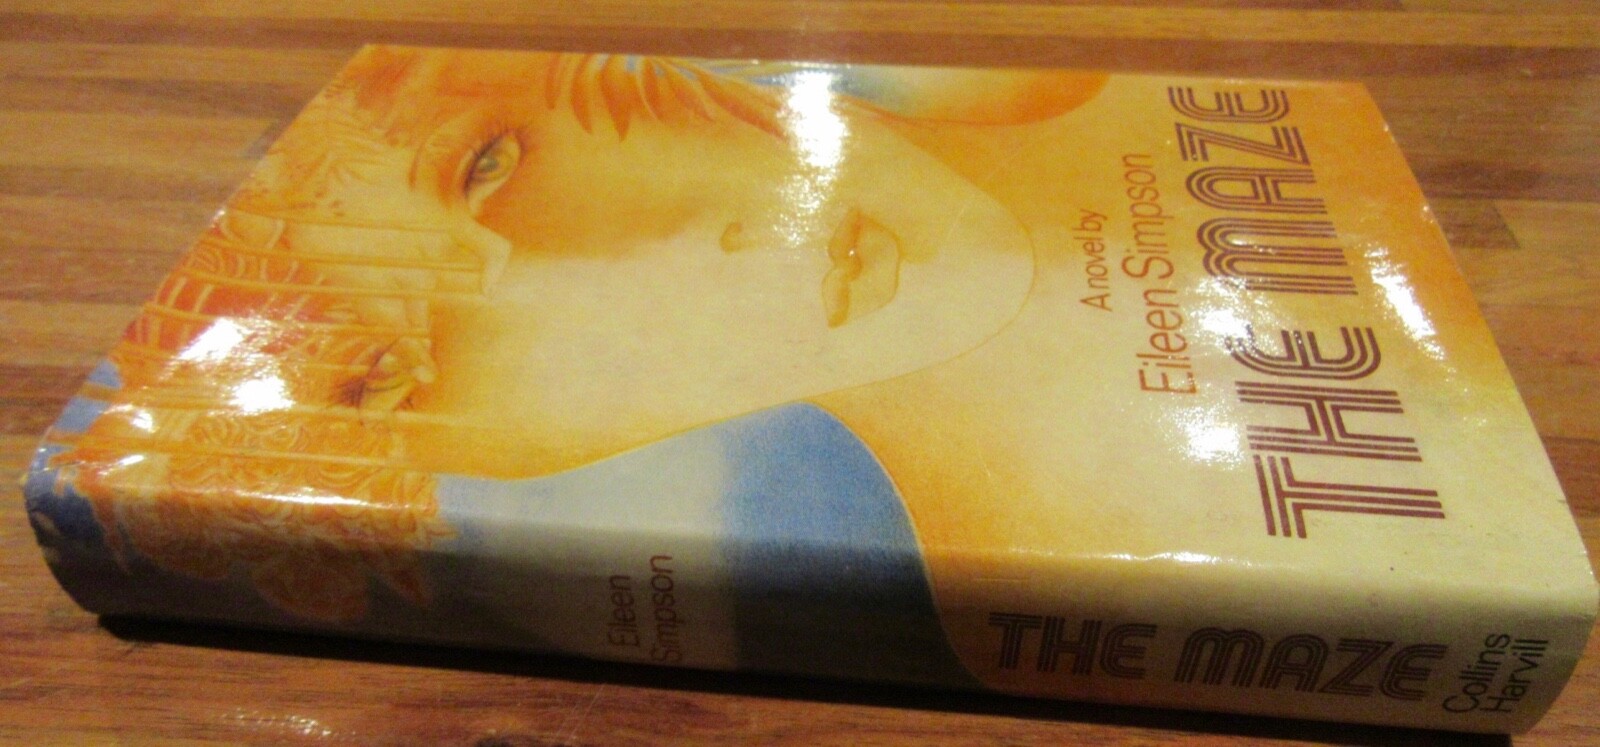 A novel by
Eileen Simpson
THE MAZE
Eileen
Simpson
THE MAZE
Collins
Harvill